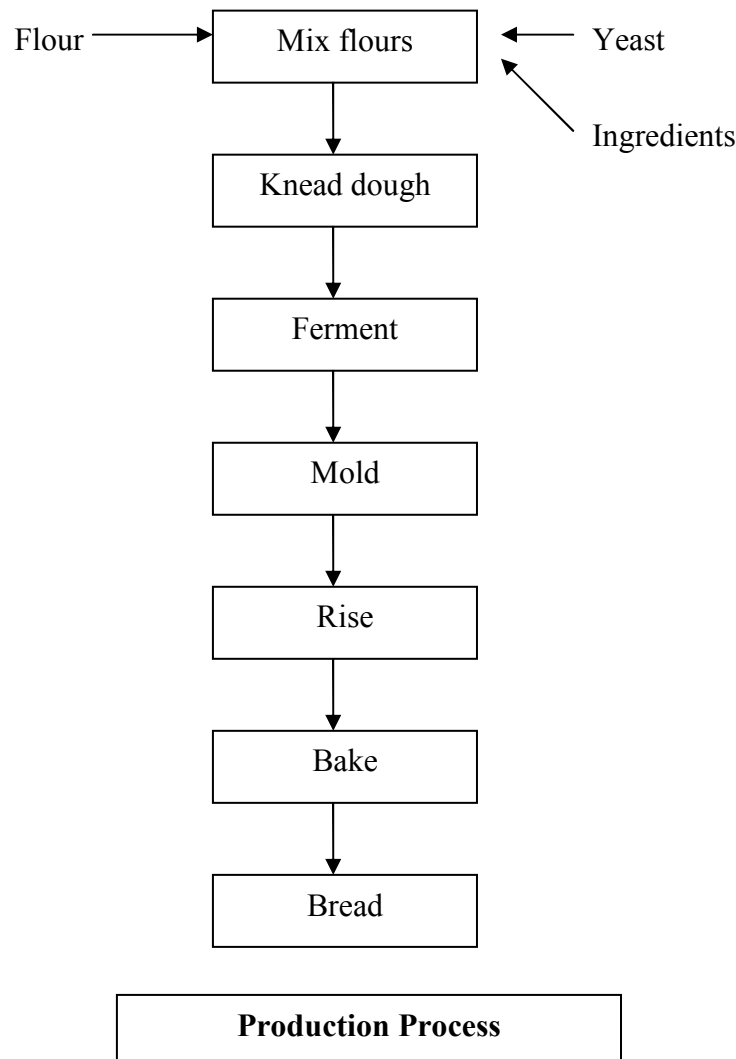 Flour
Mix flours
Yeast
Ingredients
Knead dough
Ferment
Mold
Rise
Bake
Bread
Production Process